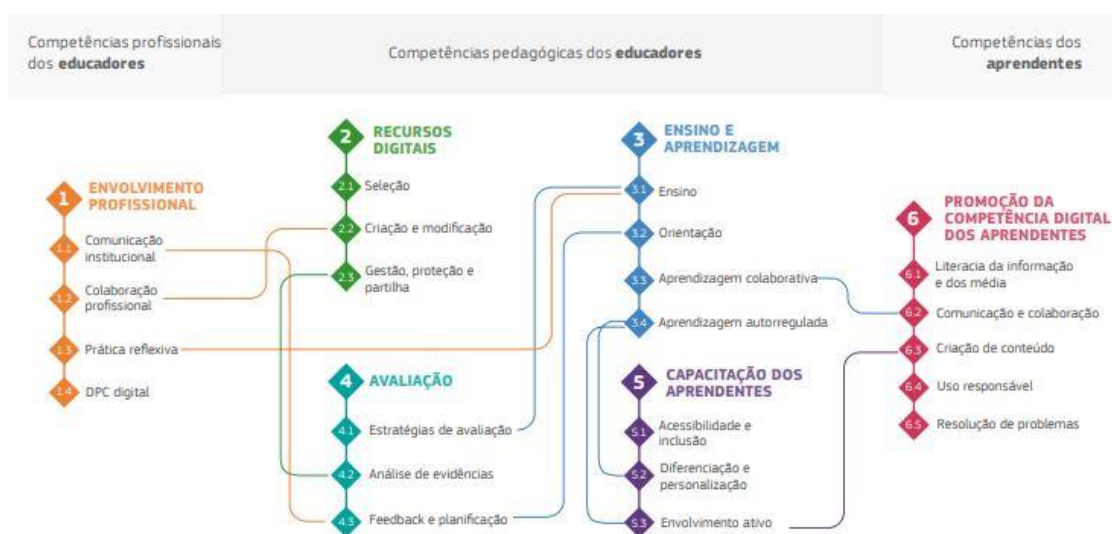 Competências profissionais
dos educadores
Competências pedagógicas dos educadores
Competências dos
aprendentes
1
ENVOLVIMENTO
PROFISSIONAL
1.1
Comunicação
institucional
1.2
Colaboração
profissional
1.3
Prática reflexiva
1.4
DPC digital
2
RECURSOS
DIGITAIS
2.1
Seleção
2.2
Criação e modificação
2.3
Gestão, proteção e
partilha
3
ENSINO E
APRENDIZAGEM
3.1
Ensino
3.2
Orientação
3.3
Aprendizagem colaborativa
3.4
Aprendizagem autorregulada
4
AVALIAÇÃO
4.1
Estratégias de avaliação
4.2
Análise de evidências
4.3
Feedback e planificação
5
CAPACITAÇÃO DOS
APRENDENTES
5.1
Acessibilidade e
inclusão
5.2
Diferenciação e
personalização
5.3
Envolvimento ativo
6
PROMOÇÃO DA
COMPETÊNCIA DIGITAL
DOS APRENDENTES
6.1
Literacia da informação
e dos média
6.2
Comunicação e colaboração
6.3
Criação de conteúdo
6.4
Uso responsável
6.5
Resolução de problemas